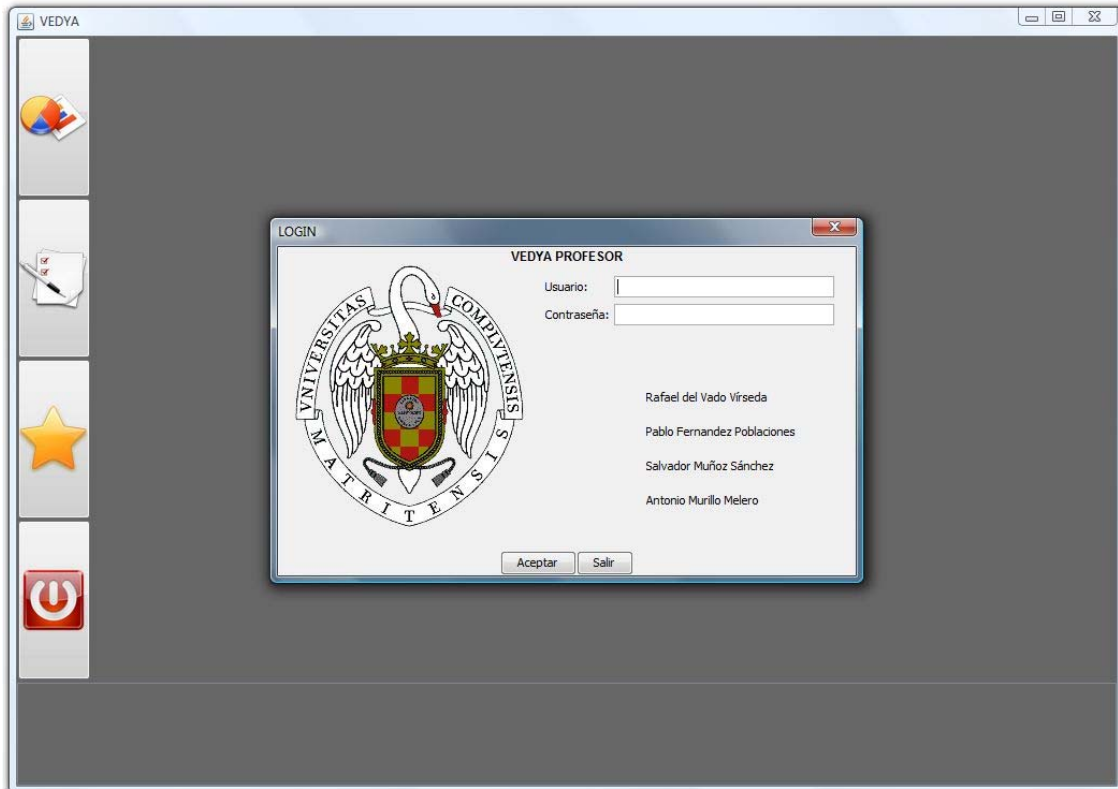 VEDYA
LOGIN
VEDYA PROFESOR
Usuario:
Contraseña:
VNIVERSITAS
COMPLVTENSIS
MATRITENSIS
Rafael del Vado Vírseda
Pablo Fernandez Poblaciones
Salvador Muñoz Sánchez
Antonio Murillo Melero
Aceptar Salir